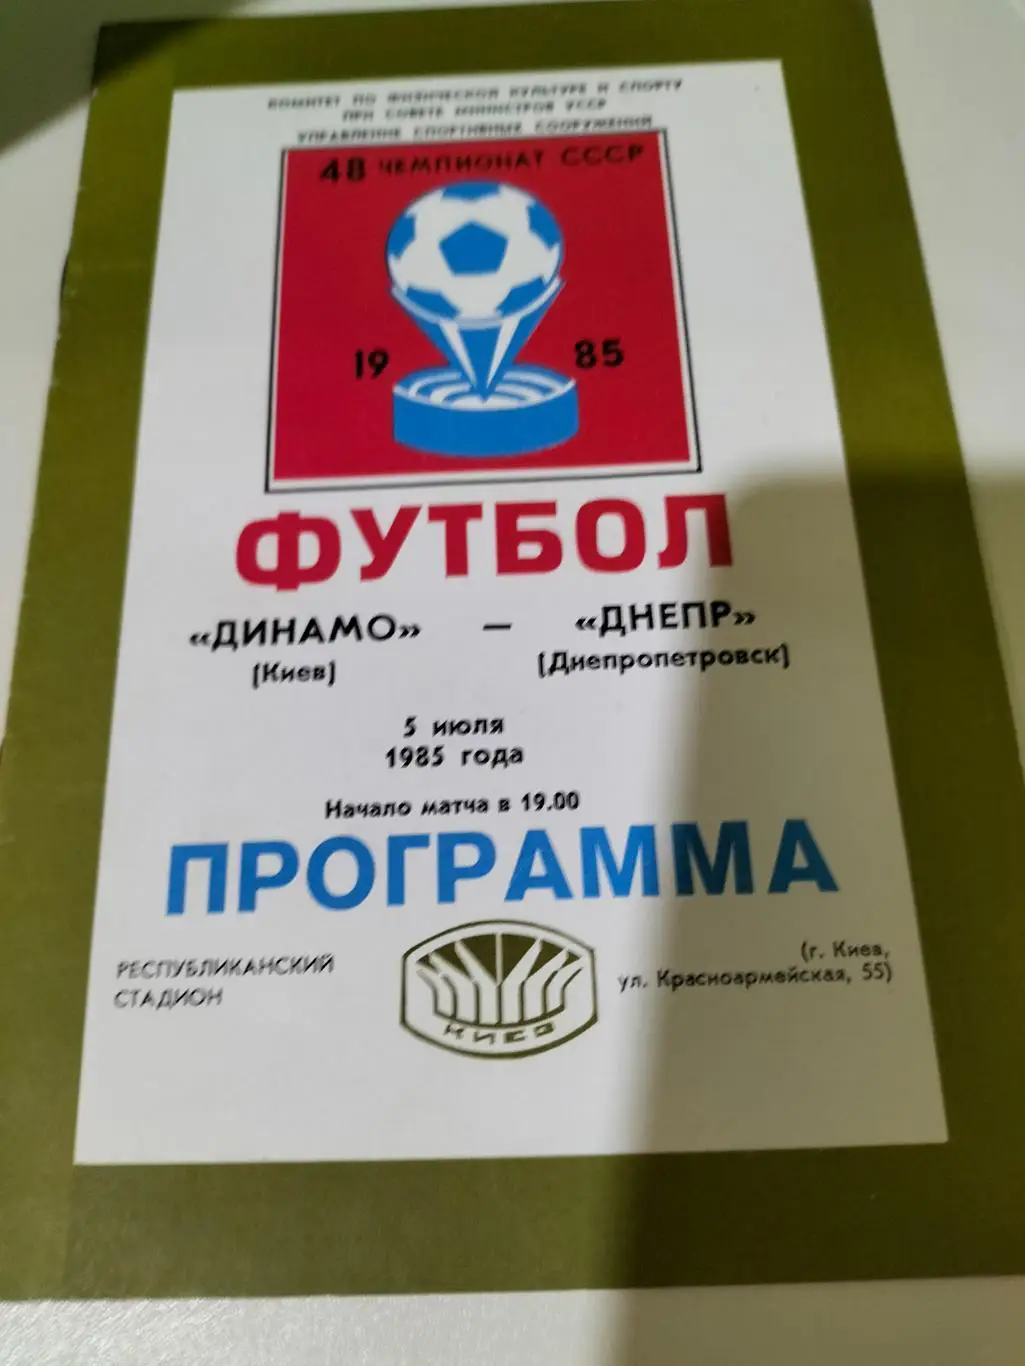 КОМИТЕТ ПО ФИЗИЧЕСКОЙ КУЛЬТУРЕ И СПОРТУ
ПРИ СОВЕТЕ МИНИСТРОВ УССР
УПРАВЛЕНИЕ СПОРТИВНЫХ СООРУЖЕНИЙ
48 ЧЕМПИОНАТ СССР
19 85
ФУТБОЛ
«ДИНАМО» — «ДНЕПР»
(Киев) (Днепропетровск)
5 июля
1985 года
Начало матча в 19.00
ПРОГРАММА
РЕСПУБЛИКАНСКИЙ
СТАДИОН
КИЕВ
(г. Киев,
ул. Красноармейская, 55)